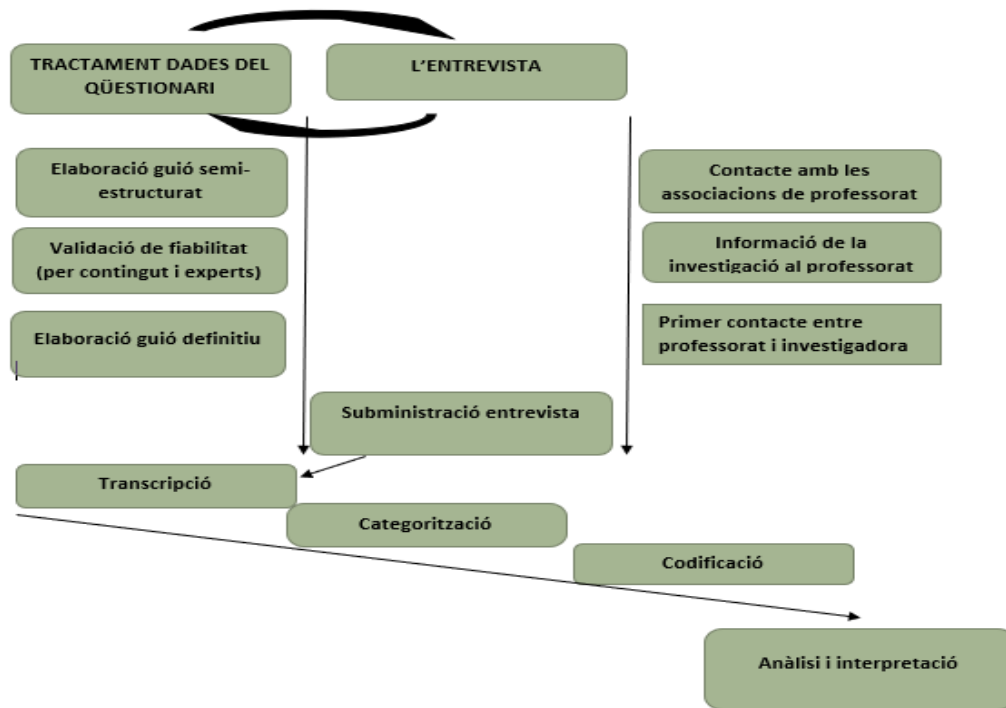 TRACTAMENT DADES DEL
QÜESTIONARI
L'ENTREVISTA
Elaboració guió semi-
estructurat
Validació de fiabilitat
(per contingut i experts)
Elaboració guió definitiu
Contacte amb les
associacions de professorat
Informació de la
investigació al professorat
Primer contacte entre
professorat i investigadora
Subministració entrevista
Transcripció
Categorització
Codificació
Anàlisi i interpretació